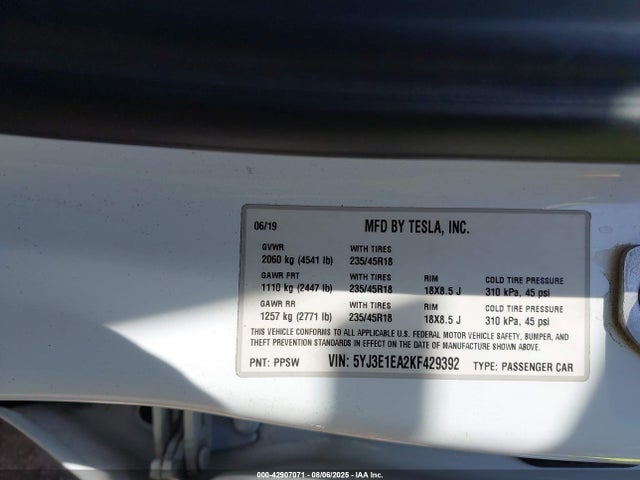 06/19 MFD BY TESLA, INC.
GVWR WITH TIRES
2060 kg (4541 lb) 235/45R18
GAWR FRT WITH TIRES RIM COLD TIRE PRESSURE
1110 kg (2447 lb) 235/45R18 18X8.5 J 310 kPa, 45 psi
GAWR RR WITH TIRES RIM COLD TIRE PRESSURE
1257 kg (2771 lb) 235/45R18 18X8.5 J 310 kPa, 45 psi
THIS VEHICLE CONFORMS TO ALL APPLICABLE U.S. FEDERAL MOTOR VEHICLE SAFETY, BUMPER, AND
THEFT PREVENTION STANDARDS IN EFFECT ON THE DATE OF MANUFACTURE SHOWN ABOVE.
PNT: PPSW VIN: 5YJ3E1EA2KF429392 TYPE: PASSENGER CAR
000-42907071 - 08/06/2025 - IAA Inc.